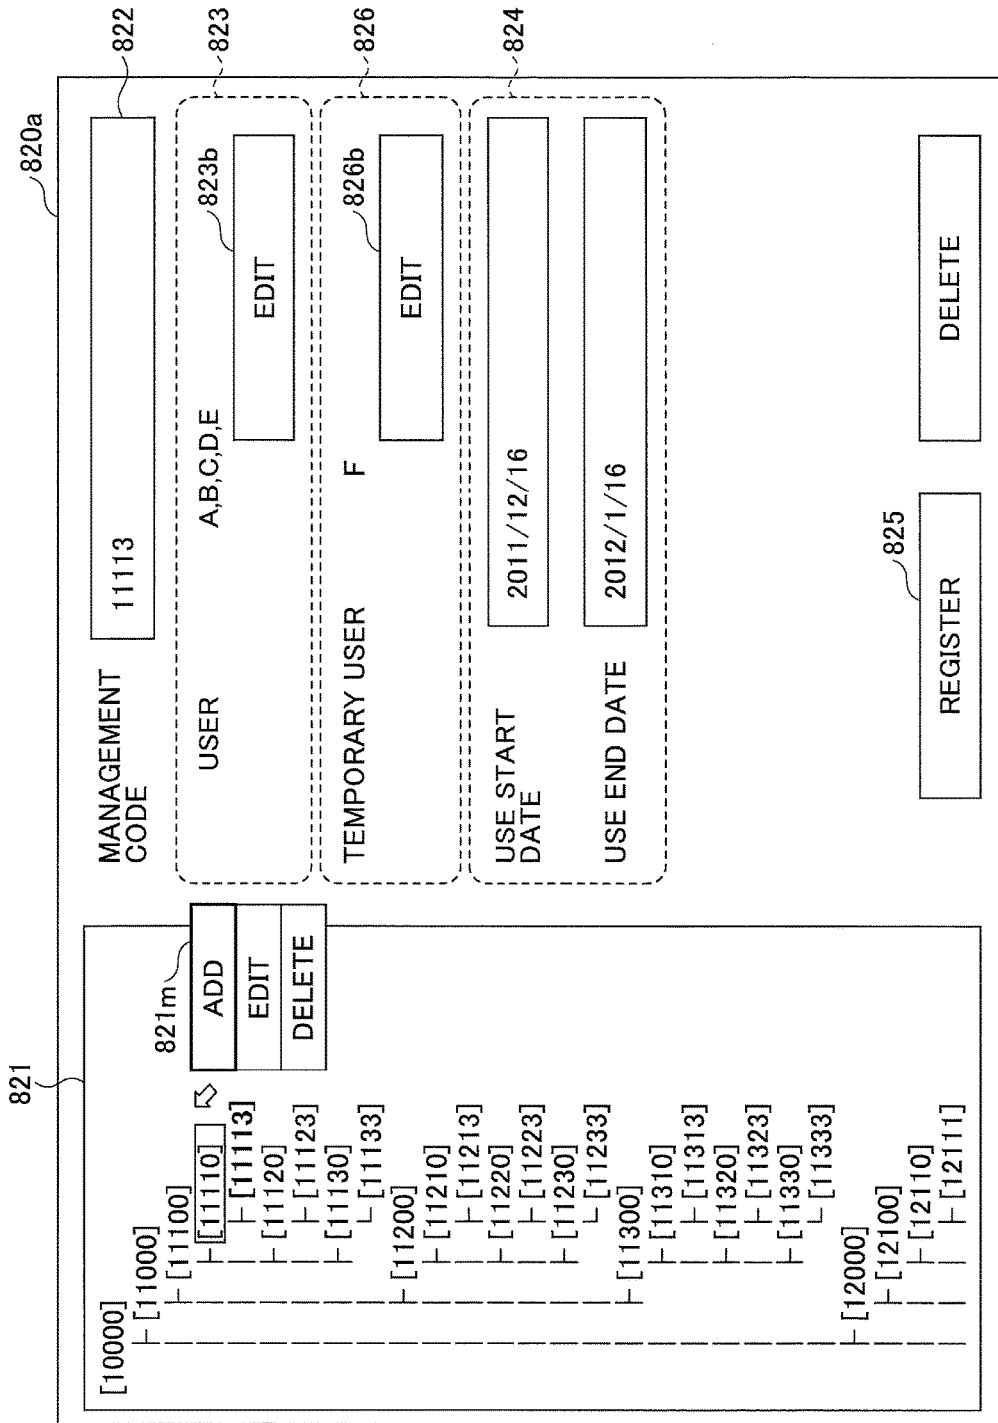 820a
821
[10000]
[11000]
[11100]
[11110]
[11113]
[11120]
[11123]
[11130]
[11133]
[11200]
[11210]
[11213]
[11220]
[11223]
[11230]
[11233]
[11300]
[11310]
[11313]
[11320]
[11323]
[11330]
[11333]
[12000]
[12100]
[12110]
[12111]
821m
ADD
EDIT
DELETE
MANAGEMENT
CODE
11113
822
USER
A,B,C,D,E
823
823b
EDIT
TEMPORARY USER
F
826
826b
EDIT
824
USE START
DATE
2011/12/16
USE END DATE
2012/1/16
825
REGISTER
DELETE